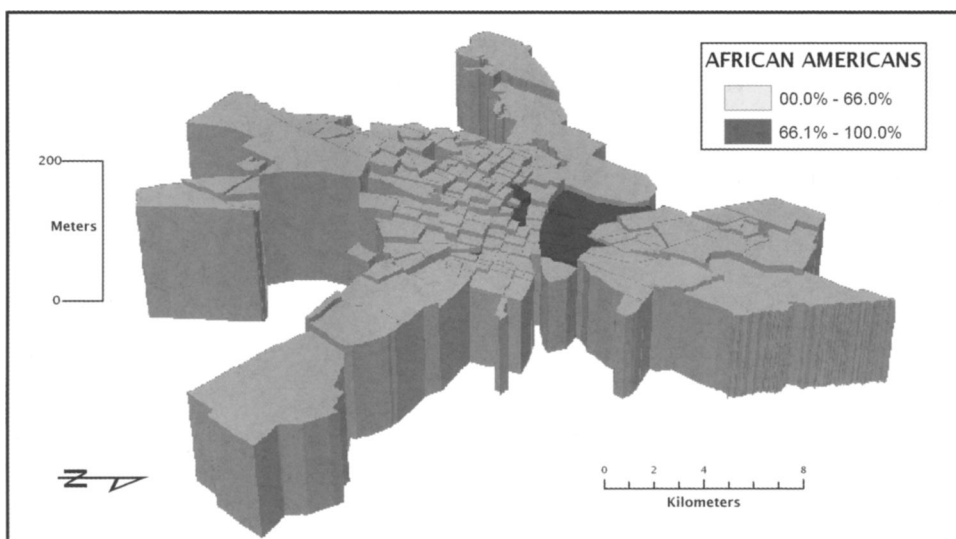 AFRICAN AMERICANS
00.0% - 66.0%
66.1% - 100.0%
200
Meters
0
N
0 2 4 6 8
Kilometers